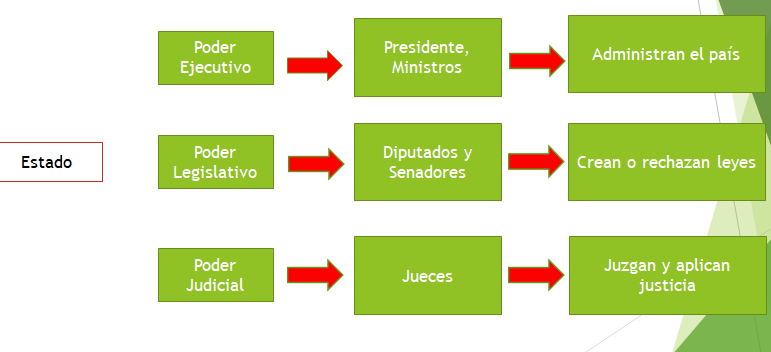 Poder
Ejecutivo
Presidente,
Ministros
Administran el país
Estado
Poder
Legislativo
Diputados y
Senadores
Crean o rechazan leyes
Poder
Judicial
Jueces
Juzgan y aplican
justicia